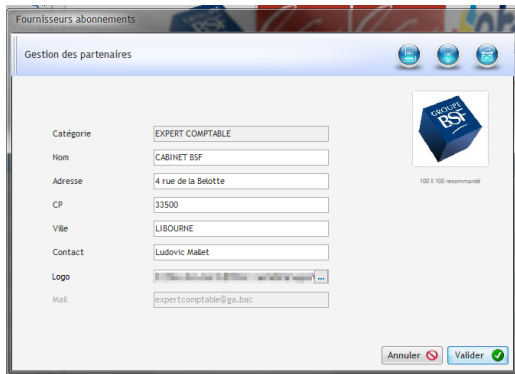 Fournisseurs abonnements
Gestion des partenaires
GROUPE
BSF
100 X 100 recommandé
Catégorie EXPERT COMPTABLE
Nom CABINET BSF
Adresse 4 rue de la Belotte
CP 33500
Ville LIBOURNE
Contact Ludovic Mallet
Logo ...
Mail expertcomptable@ga.bac
Annuler Valider